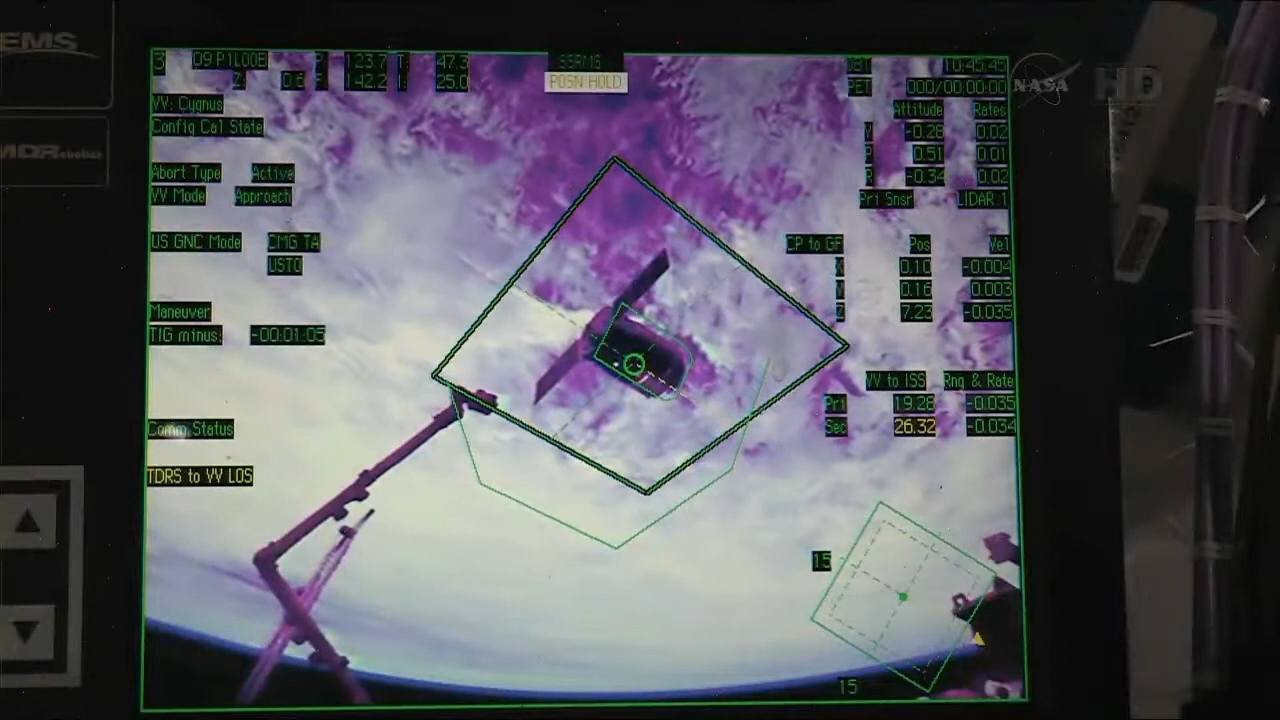 EMS
MDRobotics
NASA HD
3 09 P1L00B P: 123.7 T: 47.3
Z: 0.6 F: 142.2 I: 25.0
SSRMS
POSN HOLD
10:45:45
PET 000/00:00:00
VV: Cygnus
Config Cal State
Abort Type Active
VV Mode Approach
US GNC Mode CMG TA
USTO
Maneuver
TIG minus: -00:01:05
Comm Status
TDRS to VV LOS
Attitude Rates
Y -0.28 0.02
P 0.51 0.01
R -0.34 0.02
Pri Snsr LIDAR 1
CP to GF Pos Vel
X 0.10 -0.004
Y 0.16 0.003
Z 7.23 -0.035
VV to ISS Rng & Rate
Pri 19.28 -0.035
Sec 26.32 -0.034
15
15